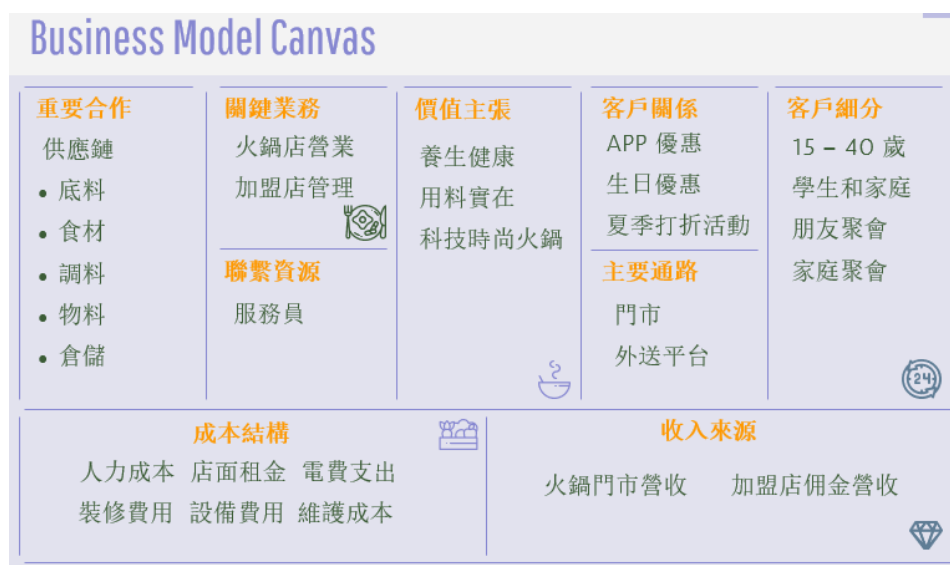 Business Model Canvas
重要合作
供應鏈
• 底料
• 食材
• 調料
• 物料
• 倉儲
關鍵業務
火鍋店營業
加盟店管理
聯繫資源
服務員
價值主張
養生健康
用料實在
科技時尚火鍋
客戶關係
APP 優惠
生日優惠
夏季打折活動
主要通路
門市
外送平台
客戶細分
15 – 40 歲
學生和家庭
朋友聚會
家庭聚會
24
成本結構
人力成本 店面租金 電費支出
裝修費用 設備費用 維護成本
收入來源
火鍋門市營收 加盟店佣金營收